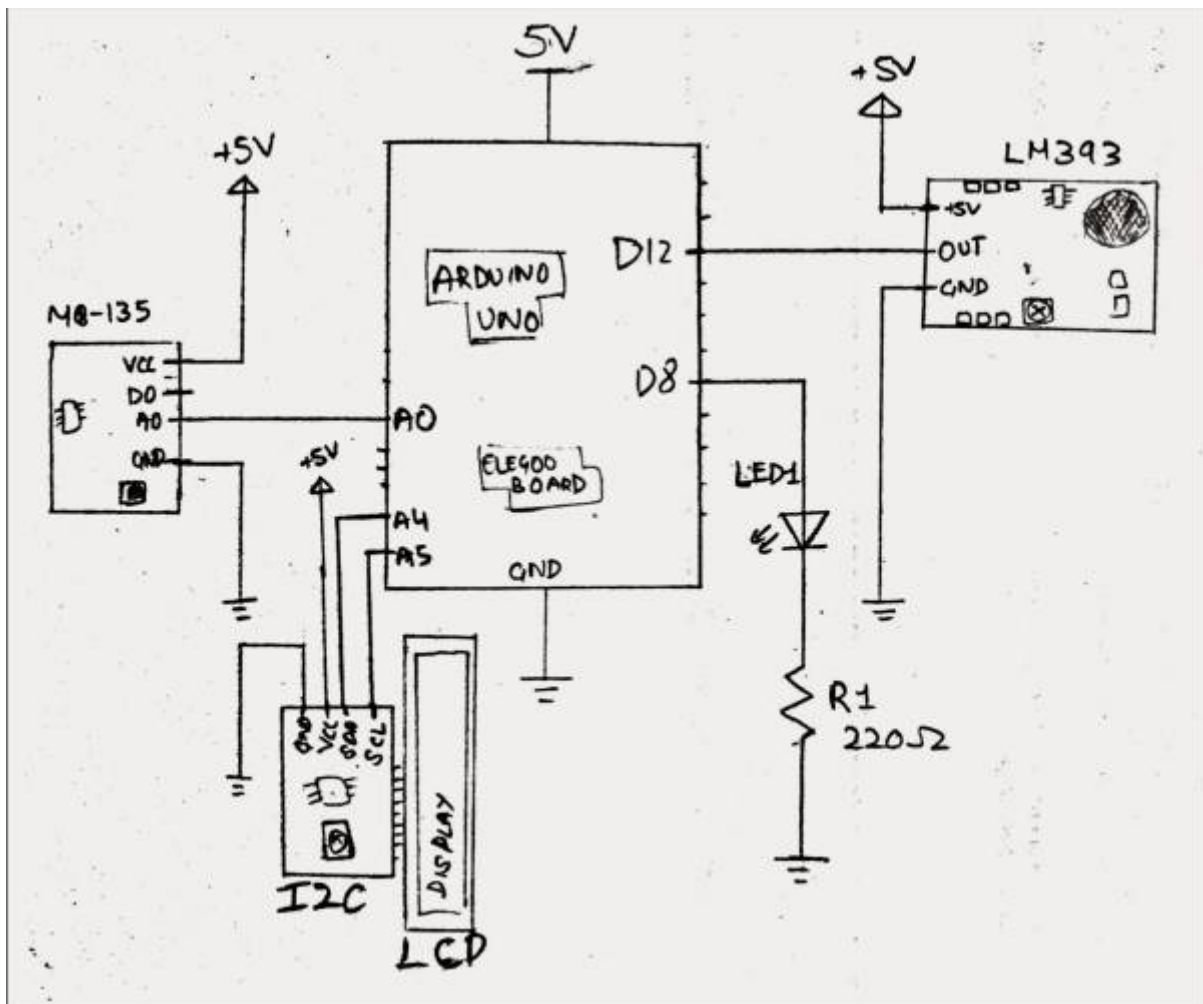 5V
+5V
LM393
+5V
OUT
GND
+5V
ARDUINO
UNO
D12
D8
MQ-135
VCC
DO
AO
GND
A0
+5V
ELEGOO
BOARD
A4
A5
GND
LED1
R1
220Ω
GND
VCC
SDA
SCL
DISPLAY
I2C
LCD